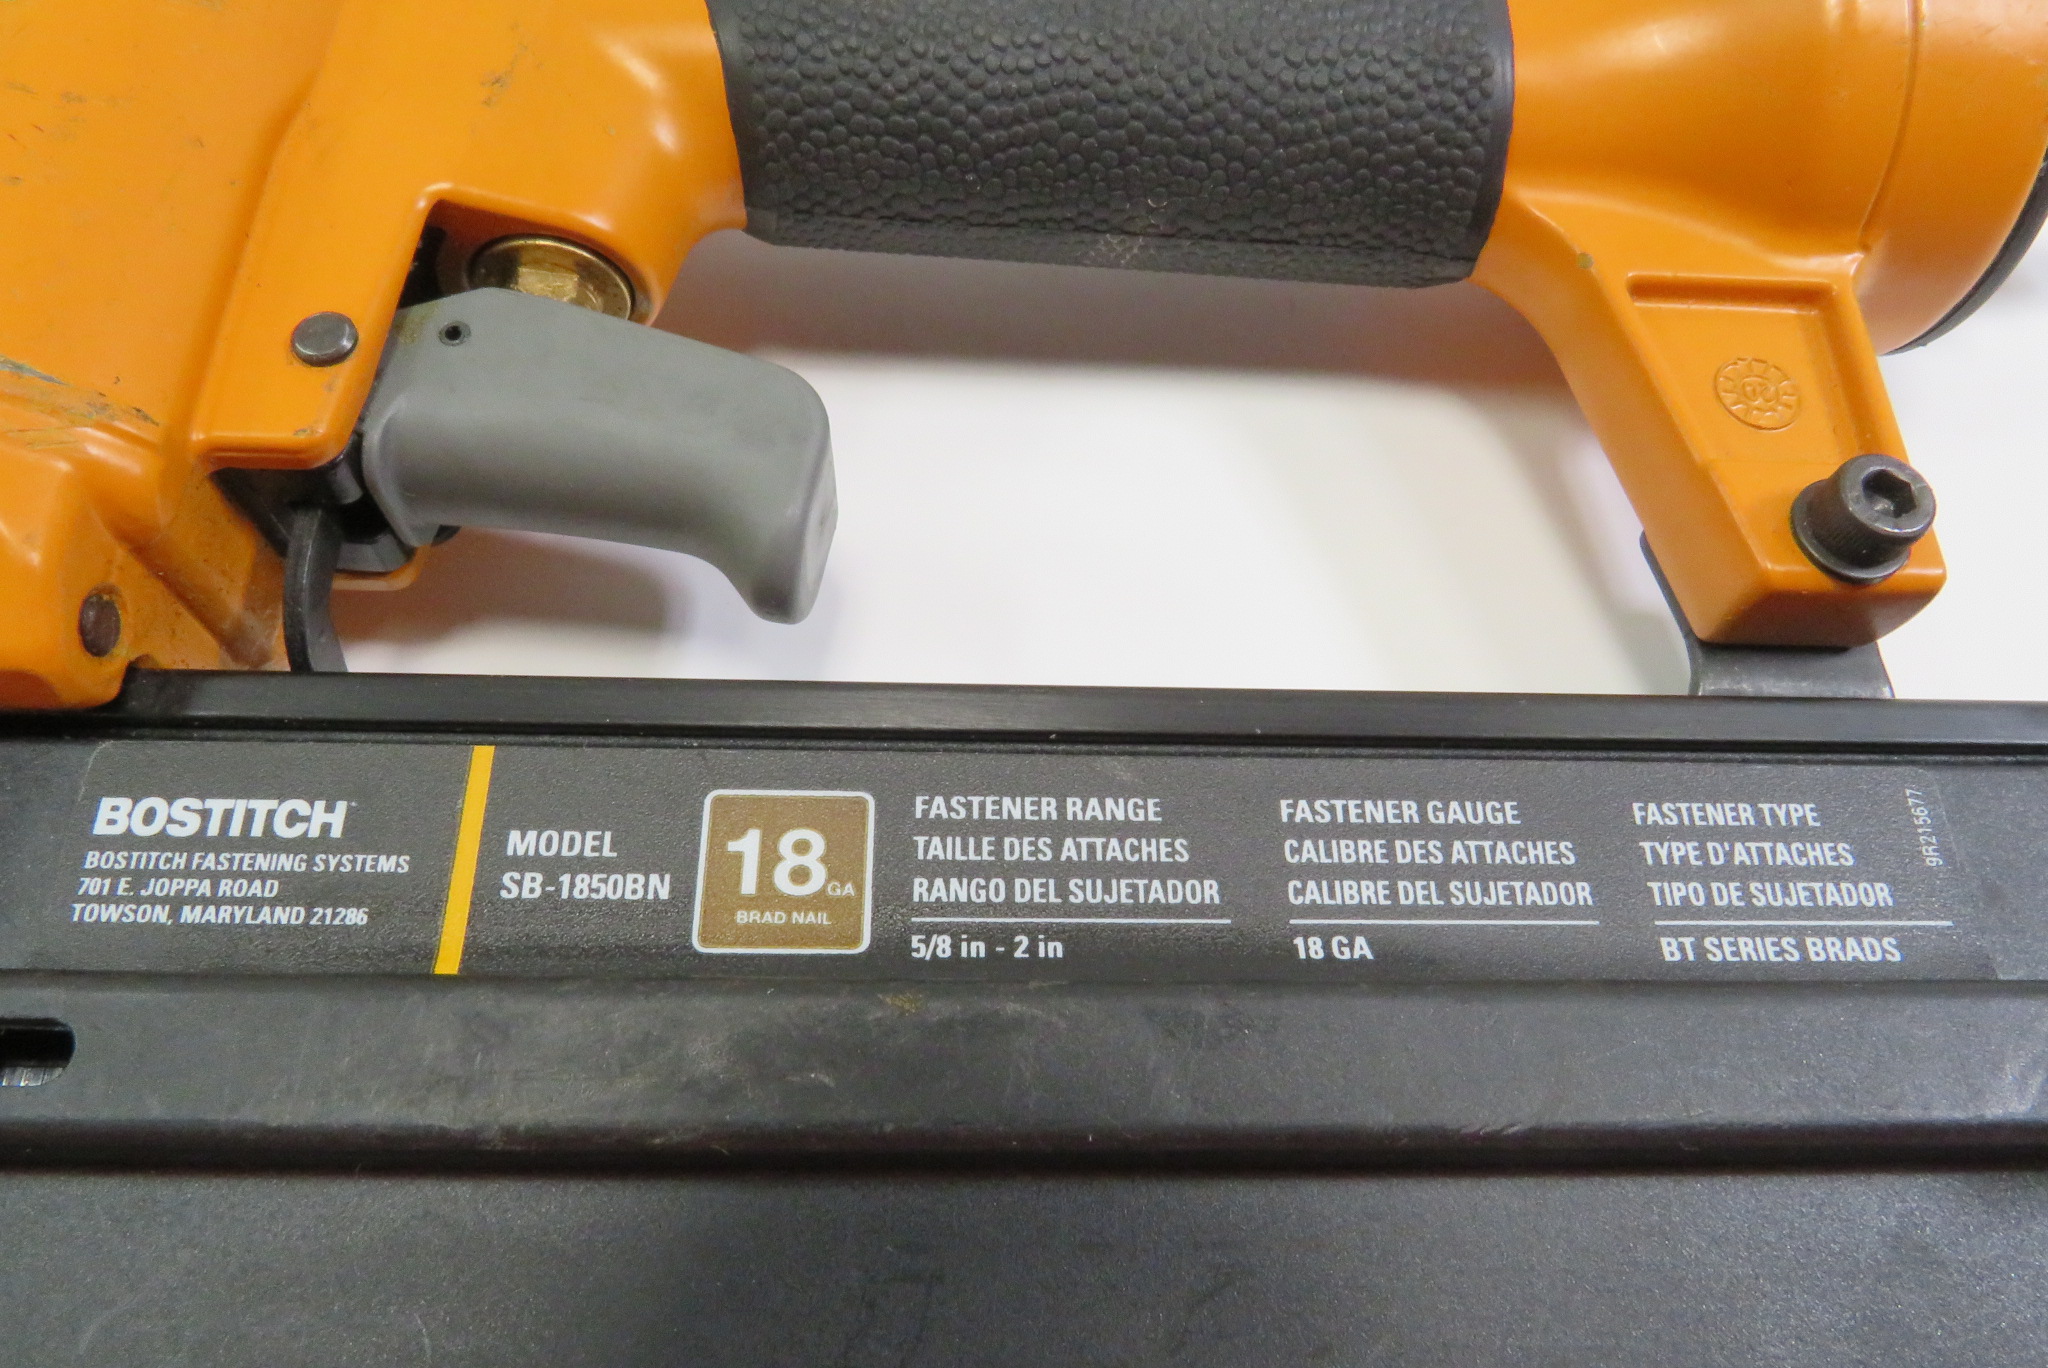 BOSTITCH
BOSTITCH FASTENING SYSTEMS
701 E. JOPPA ROAD
TOWSON, MARYLAND 21286
MODEL
SB-1850BN
18 GA
BRAD NAIL
FASTENER RANGE
TAILLE DES ATTACHES
RANGO DEL SUJETADOR
5/8 in - 2 in
FASTENER GAUGE
CALIBRE DES ATTACHES
CALIBRE DEL SUJETADOR
18 GA
FASTENER TYPE
TYPE D'ATTACHES
TIPO DE SUJETADOR
BT SERIES BRADS
9R215677